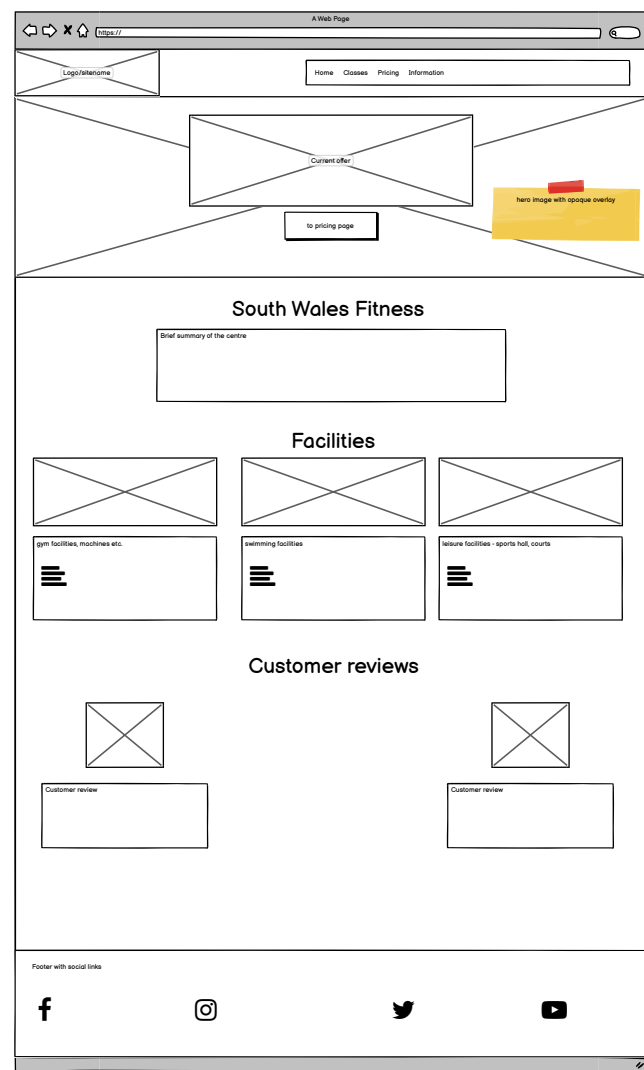 A Web Page
https://
Logo/sitename
Home Classes Pricing Information
Current offer
hero image with opaque overlay
to pricing page
South Wales Fitness
Brief summary of the centre
Facilities
gym facilities, machines etc.
swimming facilities
leisure facilities - sports hall, courts
Customer reviews
Customer review
Customer review
Footer with social links